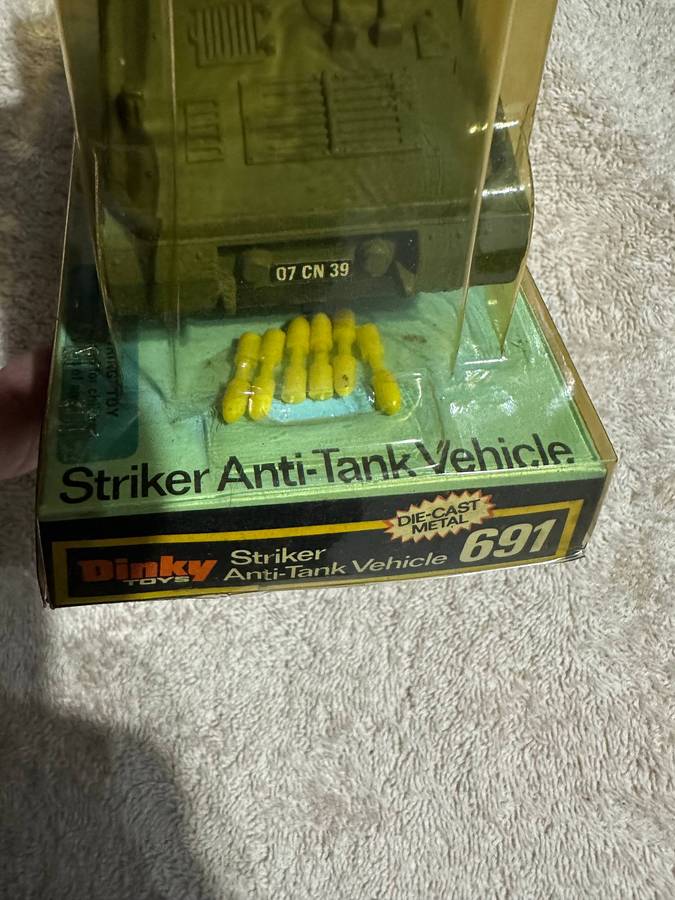 07 CN 39
Striker Anti-Tank Vehicle
DIE-CAST
METAL
Dinky
TOYS
Striker
Anti-Tank Vehicle
691